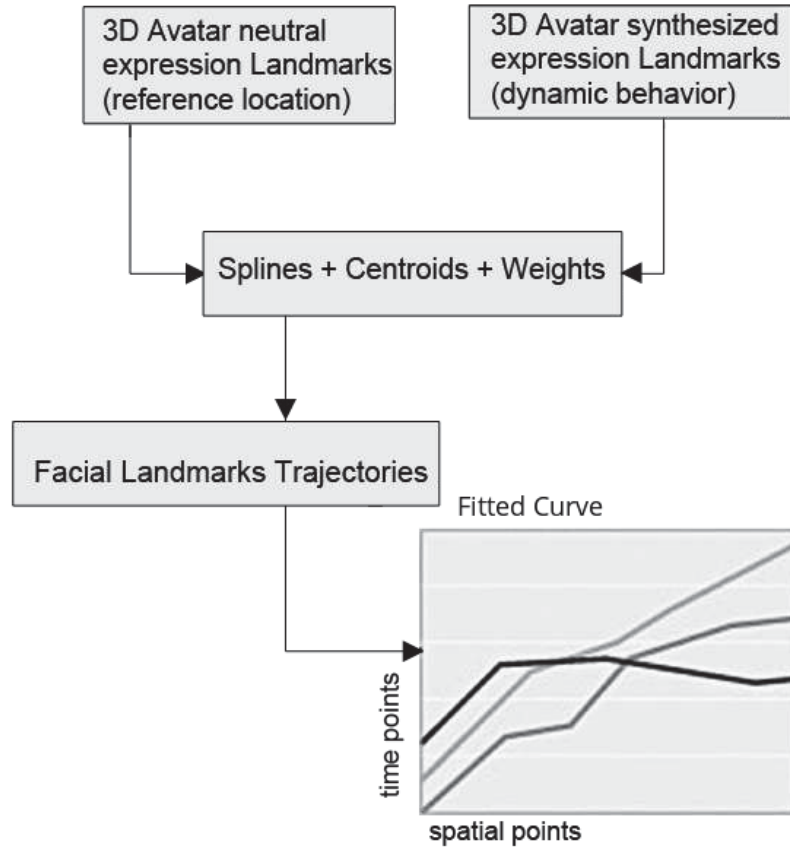 3D Avatar neutral
expression Landmarks
(reference location)
3D Avatar synthesized
expression Landmarks
(dynamic behavior)
Splines + Centroids + Weights
Facial Landmarks Trajectories
Fitted Curve
time points
spatial points